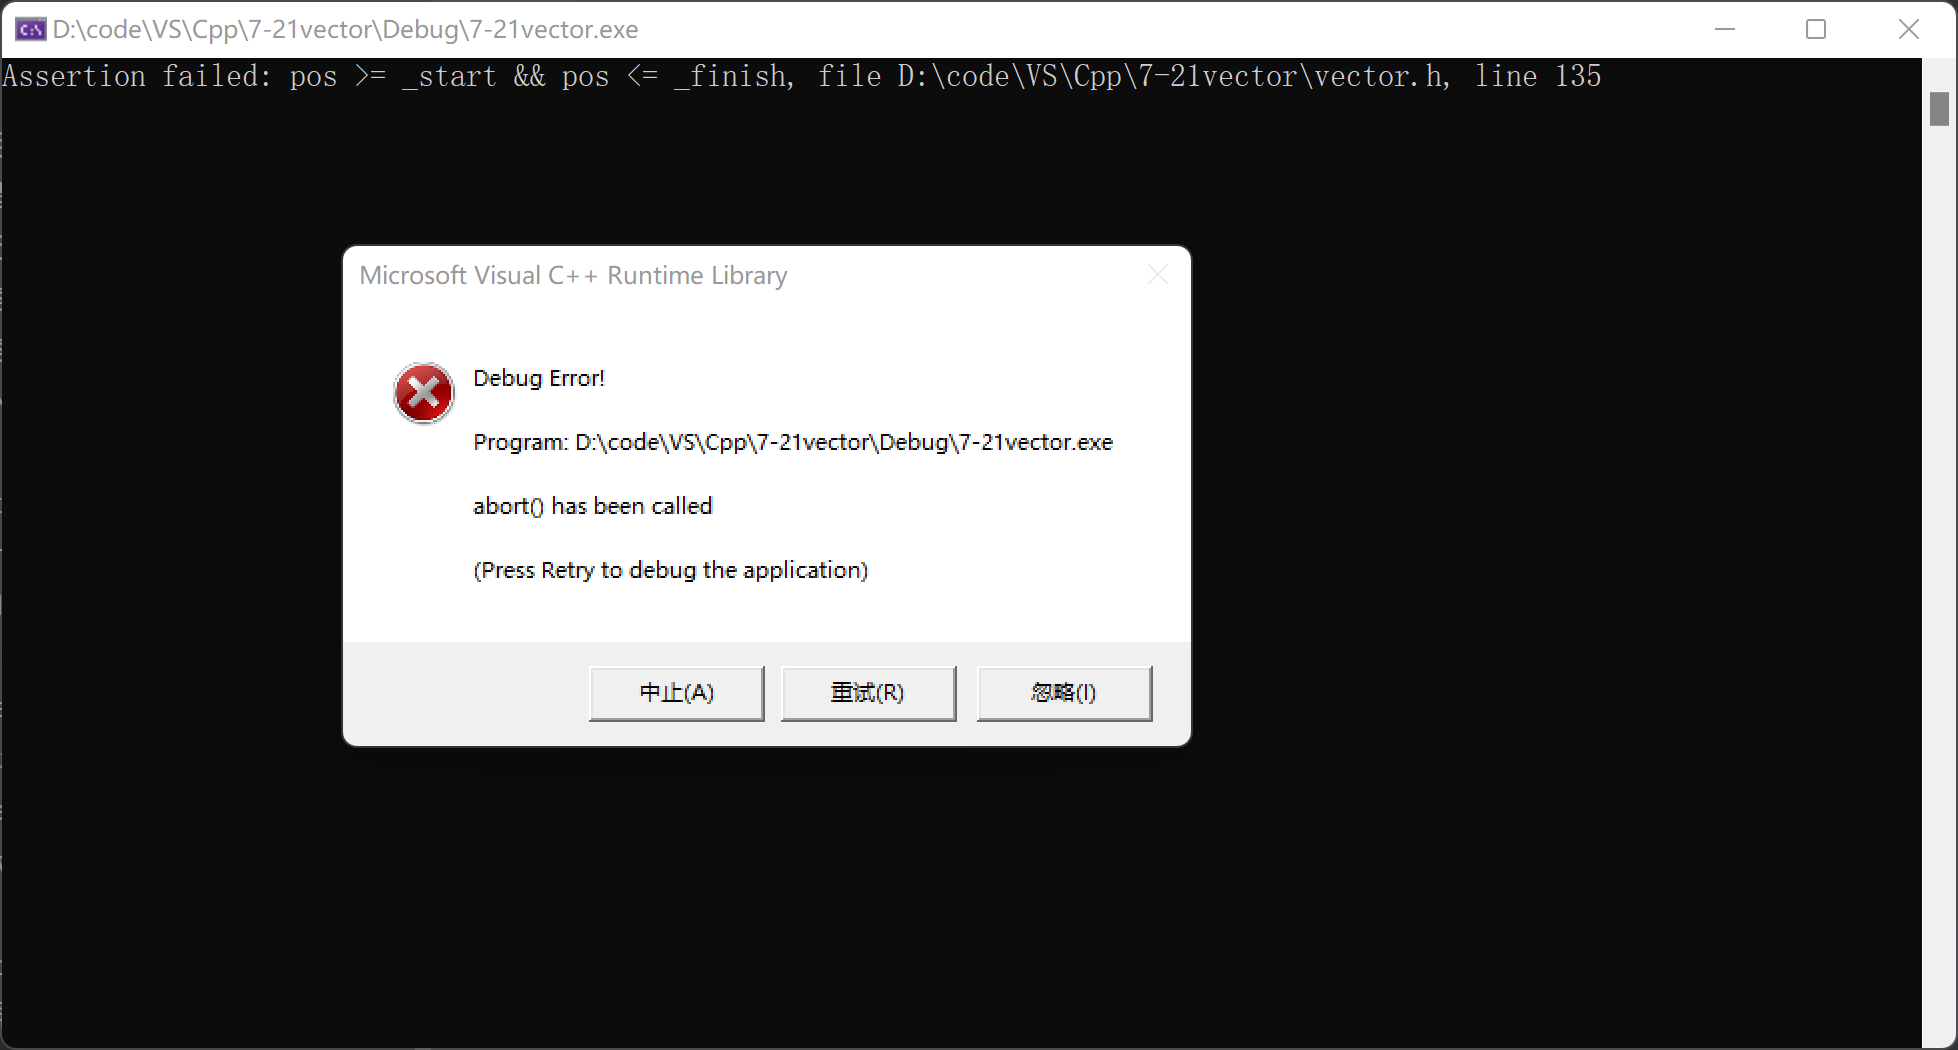 D:\code\VS\Cpp\7-21vector\Debug\7-21vector.exe
Assertion failed: pos >= _start && pos <= _finish, file D:\code\VS\Cpp\7-21vector\vector.h, line 135
Microsoft Visual C++ Runtime Library
Debug Error!
Program: D:\code\VS\Cpp\7-21vector\Debug\7-21vector.exe
abort() has been called
(Press Retry to debug the application)
中止(A) 重试(R) 忽略(I)